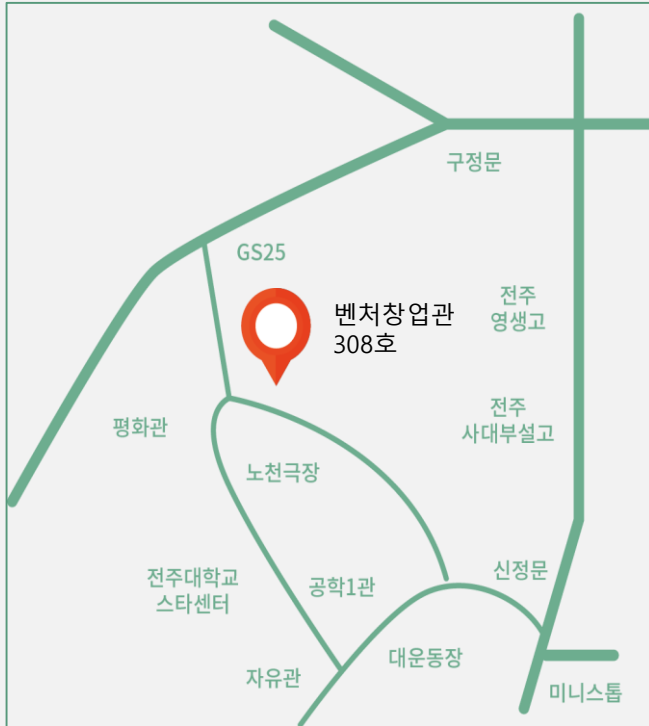 구정문
GS25
벤처창업관
308호
전주
영생고
전주
사대부설고
평화관
노천극장
전주대학교
스타센터
공학1관
신정문
대운동장
자유관
미니스톱